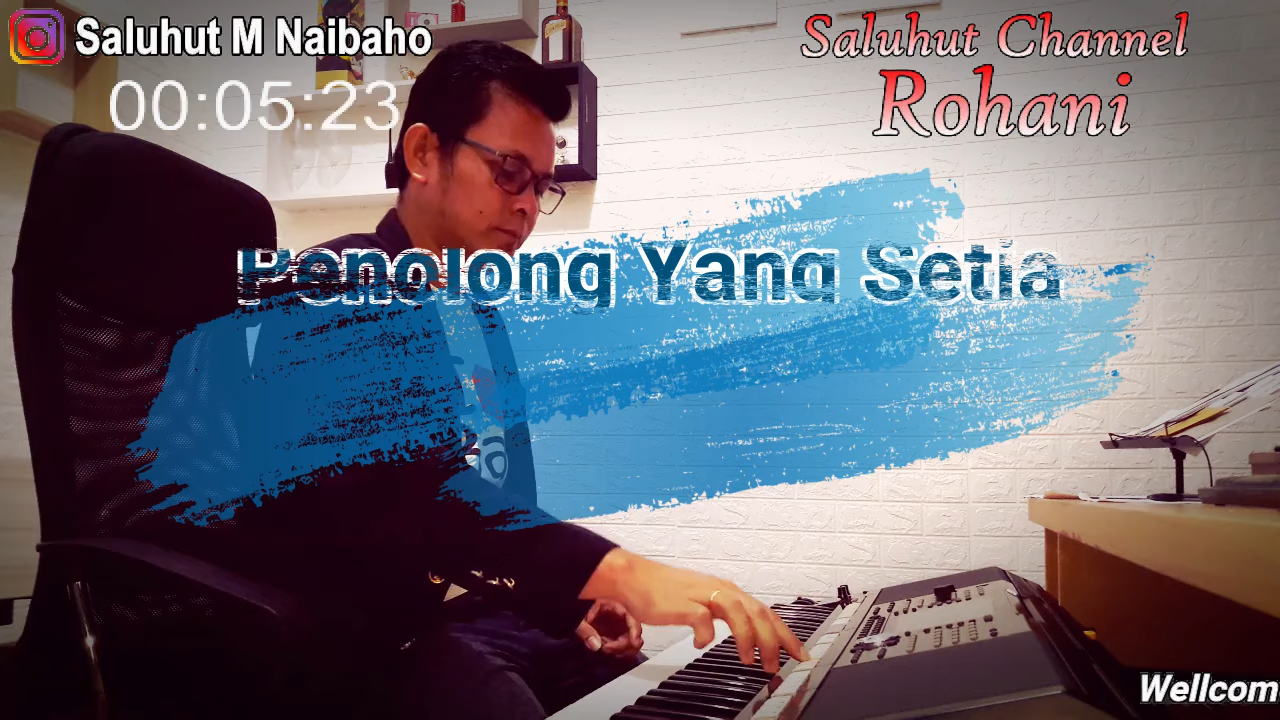 Saluhut M Naibaho
00:05:23
Saluhut Channel
Rohani
Penolong Yang Setia
Wellcom